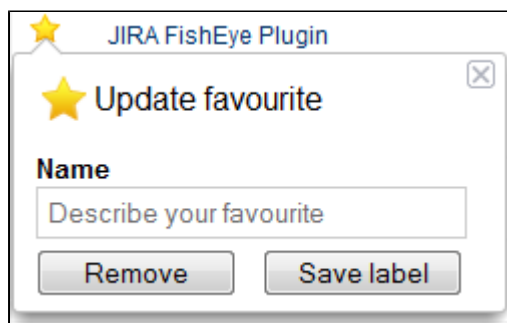 JIRA FishEye Plugin
Update favourite
Name
Describe your favourite
Remove Save label